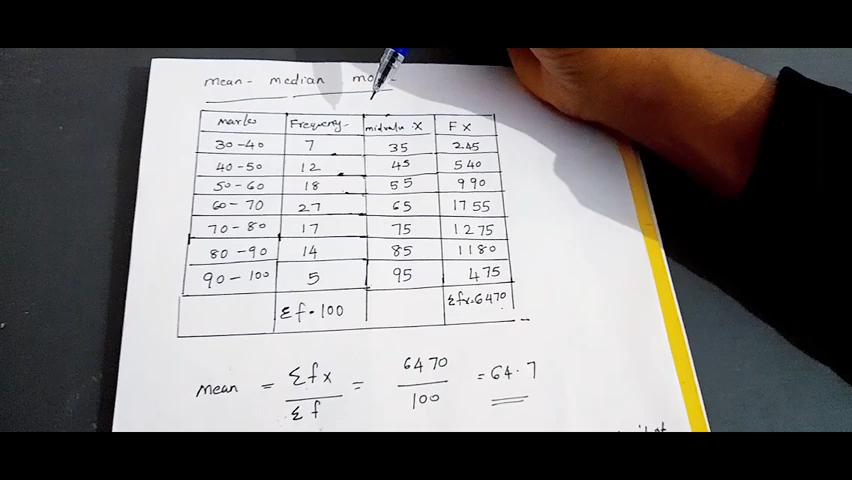 mean - median mo
marks Frequency midvalu X F X
30-40 7 35 245
40-50 12 45 540
50-60 18 55 990
60-70 27 65 1755
70-80 17 75 1275
80-90 14 85 1180
90-100 5 95 475
Σf=100 Σfx=6470
Mean = Σfx / Σf = 6470 / 100 = 64.7